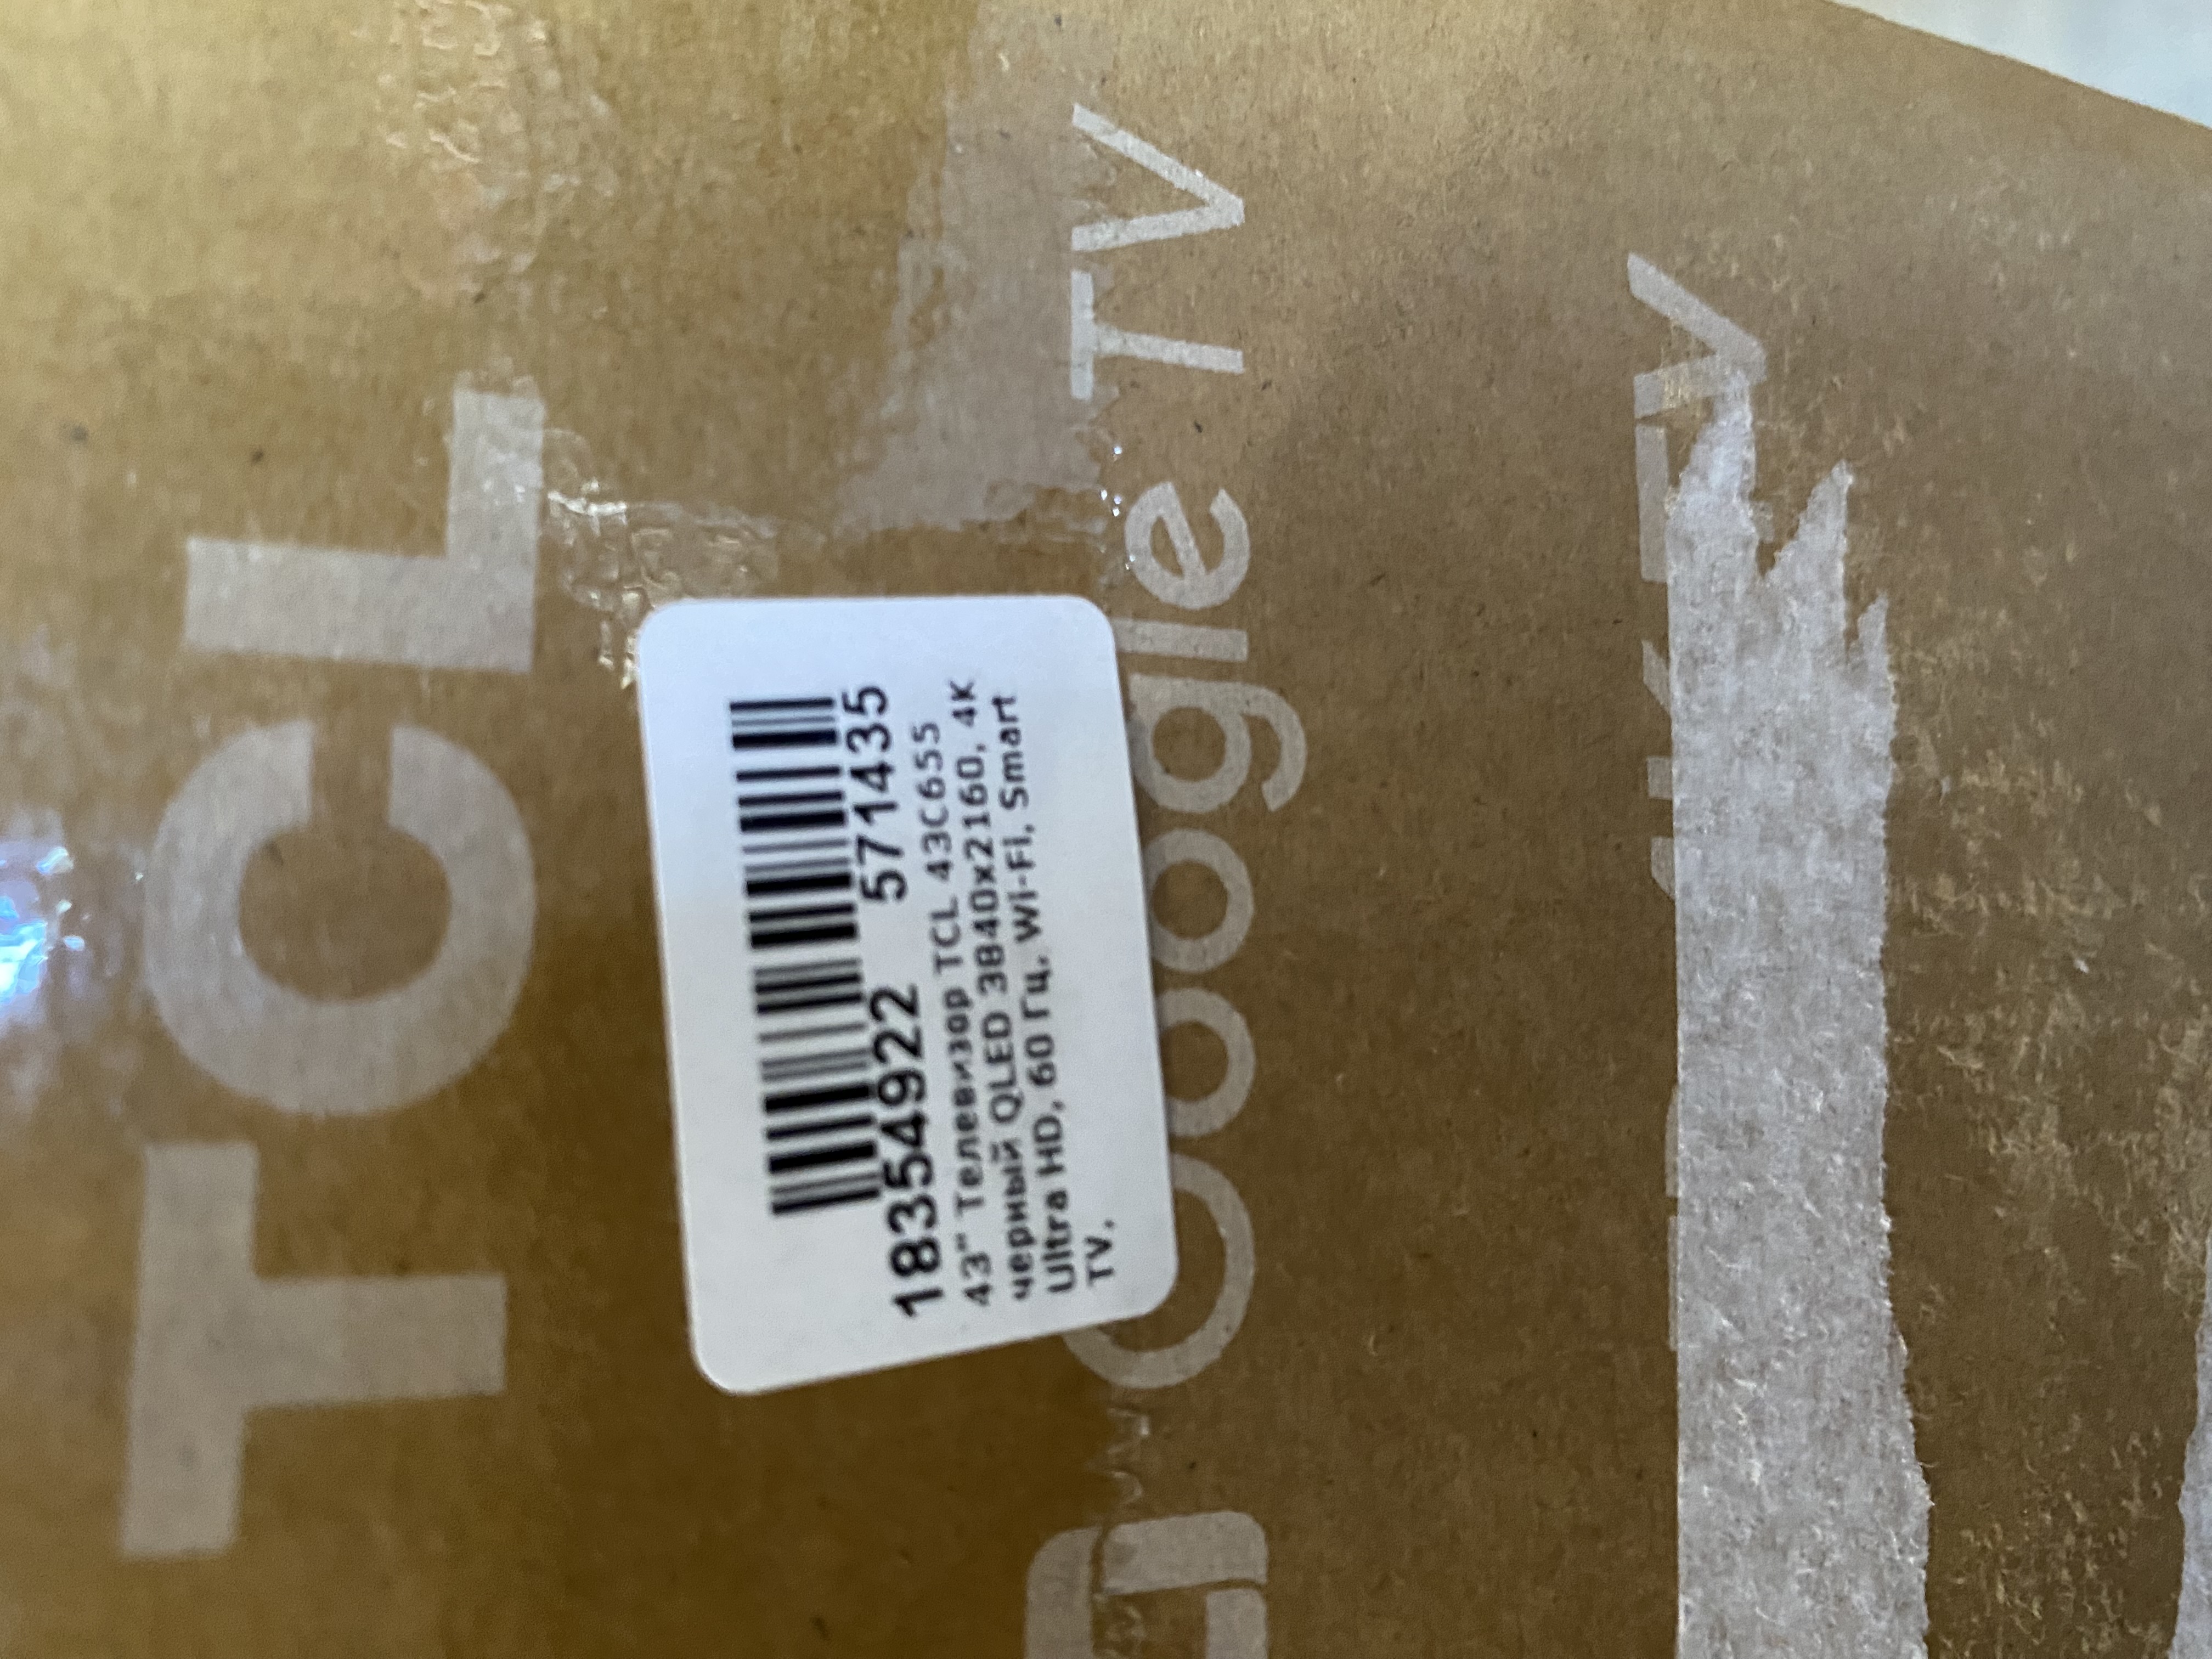 TCL
18354922 571435
43" Телевизор TCL 43C655
черный QLED 3840x2160, 4K
Ultra HD, 60 Гц, Wi-Fi, Smart
TV,
Google TV